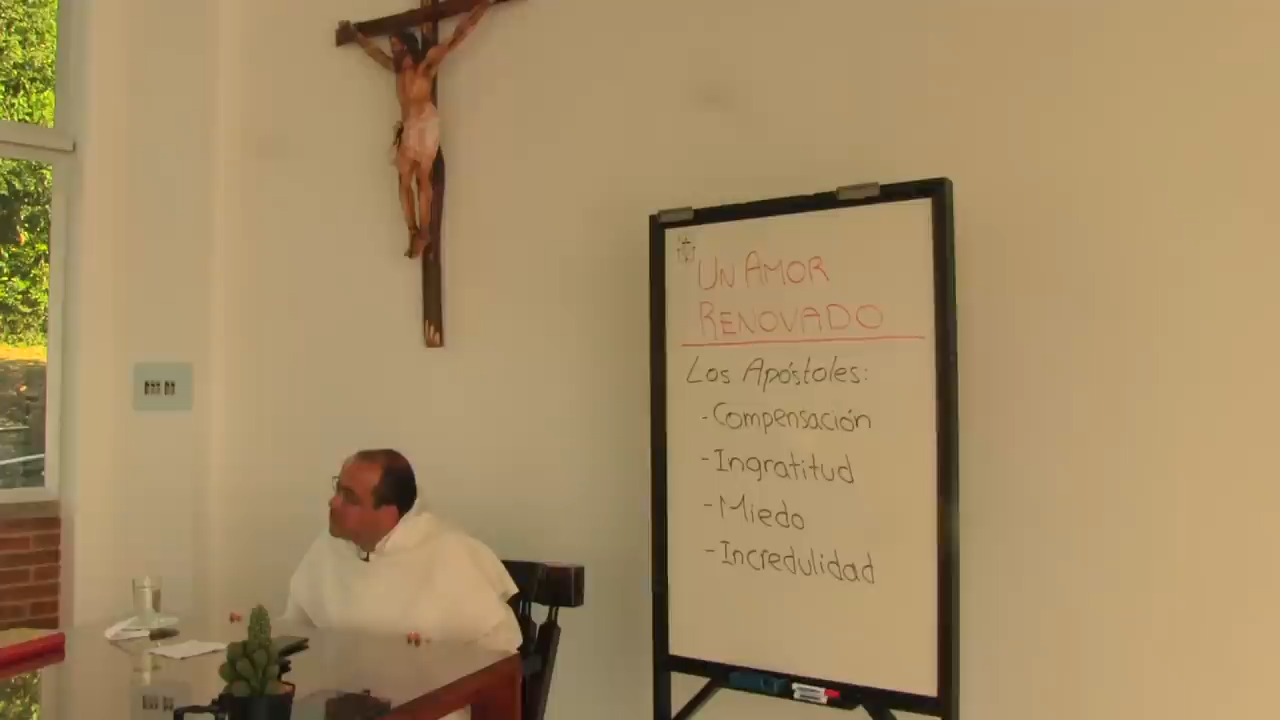 UN AMOR
RENOVADO
Los Apóstoles:
- Compensación
- Ingratitud
- Miedo
- Incredulidad